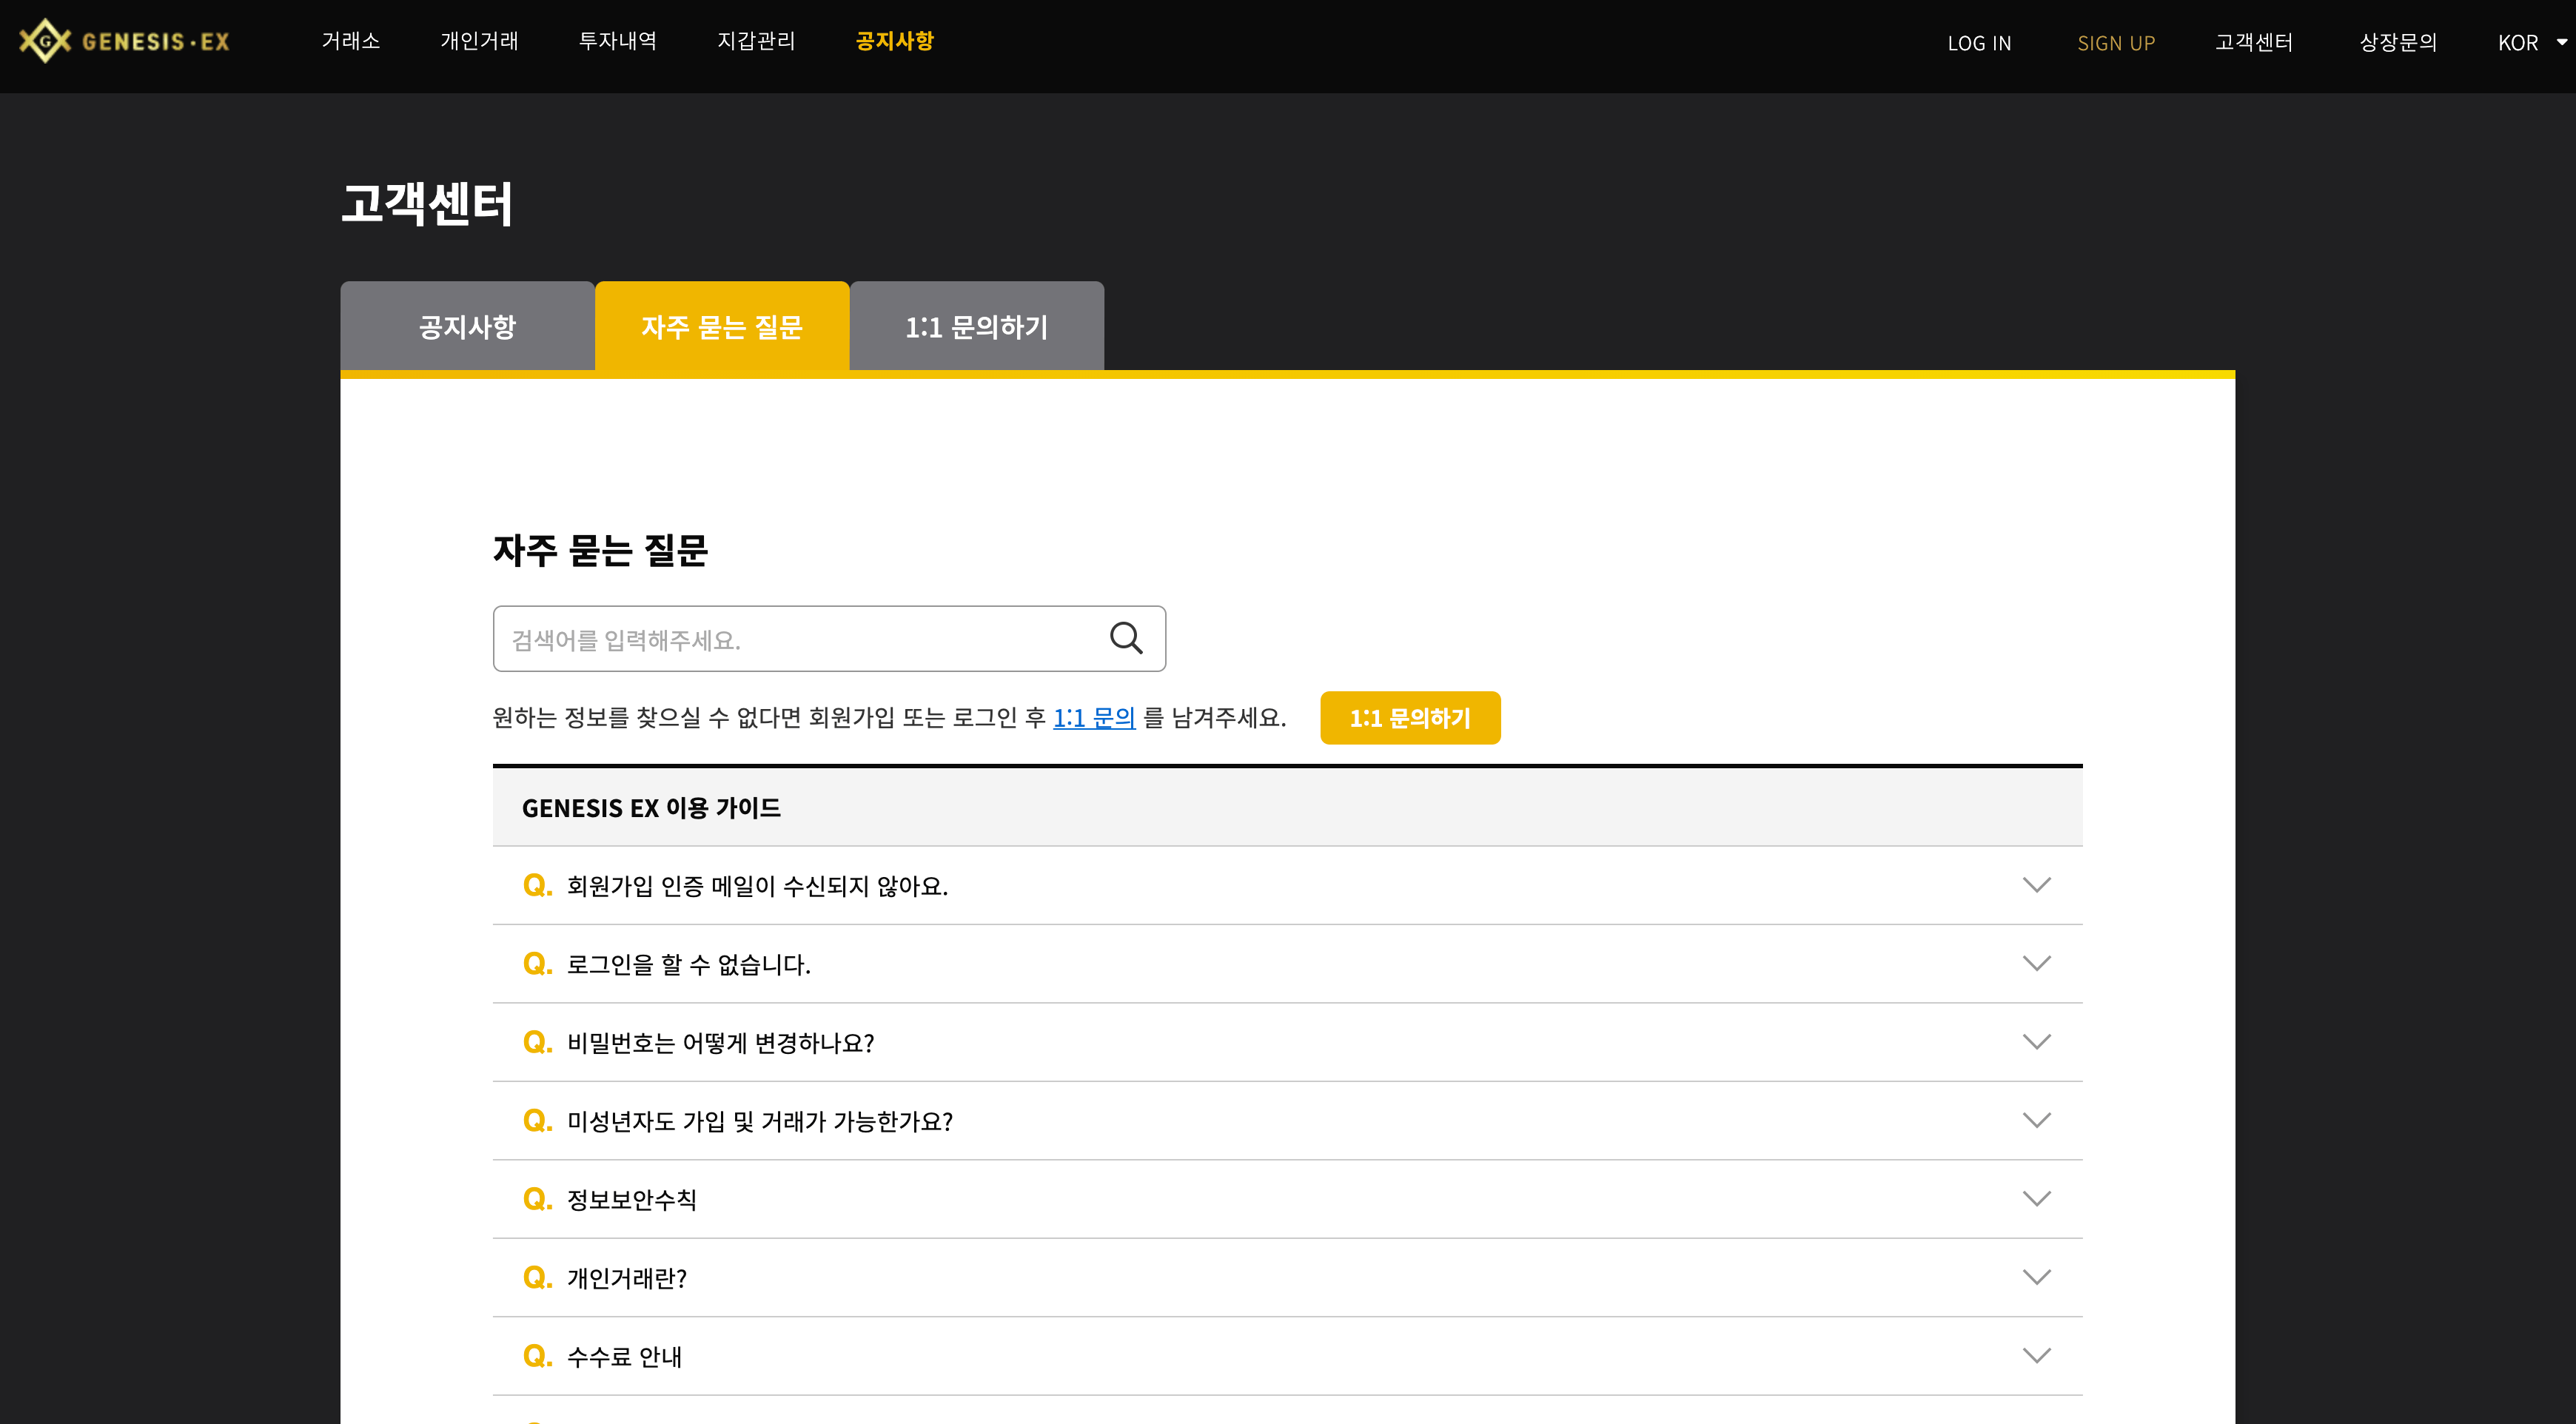 GENESIS·EX
거래소 개인거래 투자내역 지갑관리 공지사항 LOG IN SIGN UP 고객센터 상장문의 KOR
고객센터
공지사항 자주 묻는 질문 1:1 문의하기
자주 묻는 질문
검색어를 입력해주세요.
원하는 정보를 찾으실 수 없다면 회원가입 또는 로그인 후 1:1 문의 를 남겨주세요. 1:1 문의하기
GENESIS EX 이용 가이드
Q. 회원가입 인증 메일이 수신되지 않아요.
Q. 로그인을 할 수 없습니다.
Q. 비밀번호는 어떻게 변경하나요?
Q. 미성년자도 가입 및 거래가 가능한가요?
Q. 정보보안수칙
Q. 개인거래란?
Q. 수수료 안내